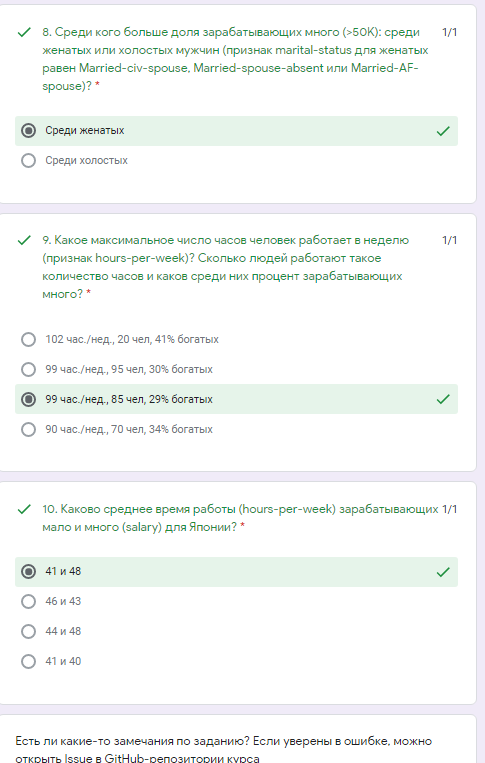 8. Среди кого больше доля зарабатывающих много (>50K): среди 1/1
женатых или холостых мужчин (признак marital-status для женатых
равен Married-civ-spouse, Married-spouse-absent или Married-AF-
spouse)? *
Среди женатых
Среди холостых
9. Какое максимальное число часов человек работает в неделю 1/1
(признак hours-per-week)? Сколько людей работают такое
количество часов и каков среди них процент зарабатывающих
много? *
102 час./нед., 20 чел, 41% богатых
99 час./нед., 95 чел, 30% богатых
99 час./нед., 85 чел, 29% богатых
90 час./нед., 70 чел, 34% богатых
10. Каково среднее время работы (hours-per-week) зарабатывающих 1/1
мало и много (salary) для Японии? *
41 и 48
46 и 43
44 и 48
41 и 40
Есть ли какие-то замечания по заданию? Если уверены в ошибке, можно
открыть Issue в GitHub-репозитории курса